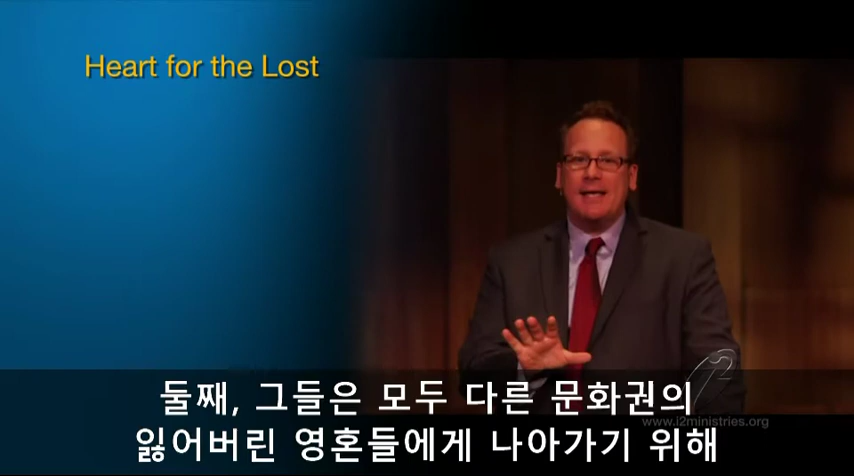 Heart for the Lost
둘째, 그들은 모두 다른 문화권의
www.i2ministries.org
잃어버린 영혼들에게 나아가기 위해